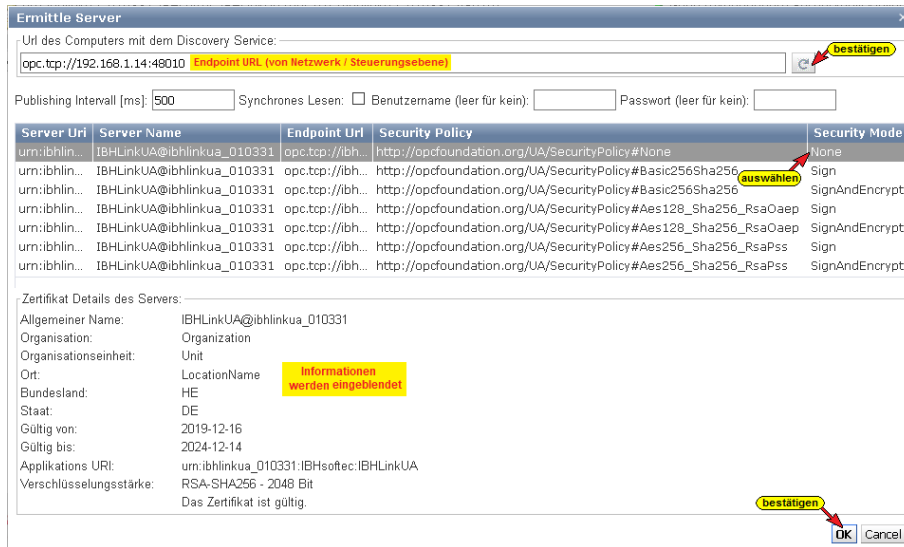 Ermittle Server
Url des Computers mit dem Discovery Service:
bestätigen
opc.tcp://192.168.1.14:48010 Endpoint URL (von Netzwerk / Steuerungsebene)
Publishing Intervall [ms]: 500 Synchrones Lesen: Benutzername (leer für kein): Passwort (leer für kein):
Server Uri Server Name Endpoint Url Security Policy Security Mode
urn:ibhlin... IBHLinkUA@ibhlinkua_010331 opc.tcp://ibh... http://opcfoundation.org/UA/SecurityPolicy#None None
urn:ibhlin... IBHLinkUA@ibhlinkua_010331 opc.tcp://ibh... http://opcfoundation.org/UA/SecurityPolicy#Basic256Sha256 Sign
auswählen
urn:ibhlin... IBHLinkUA@ibhlinkua_010331 opc.tcp://ibh... http://opcfoundation.org/UA/SecurityPolicy#Basic256Sha256 SignAndEncrypt
urn:ibhlin... IBHLinkUA@ibhlinkua_010331 opc.tcp://ibh... http://opcfoundation.org/UA/SecurityPolicy#Aes128_Sha256_RsaOaep Sign
urn:ibhlin... IBHLinkUA@ibhlinkua_010331 opc.tcp://ibh... http://opcfoundation.org/UA/SecurityPolicy#Aes128_Sha256_RsaOaep SignAndEncrypt
urn:ibhlin... IBHLinkUA@ibhlinkua_010331 opc.tcp://ibh... http://opcfoundation.org/UA/SecurityPolicy#Aes256_Sha256_RsaPss Sign
urn:ibhlin... IBHLinkUA@ibhlinkua_010331 opc.tcp://ibh... http://opcfoundation.org/UA/SecurityPolicy#Aes256_Sha256_RsaPss SignAndEncrypt
Zertifikat Details des Servers:
Allgemeiner Name: IBHLinkUA@ibhlinkua_010331
Organisation: Organization
Organisationseinheit: Unit
Ort: LocationName
Informationen
werden eingeblendet
Bundesland: HE
Staat: DE
Gültig von: 2019-12-16
Gültig bis: 2024-12-14
Applikations URI: urn:ibhlinkua_010331:IBHsoftec:IBHLinkUA
Verschlüsselungsstärke: RSA-SHA256 - 2048 Bit
Das Zertifikat ist gültig.
bestätigen
OK Cancel